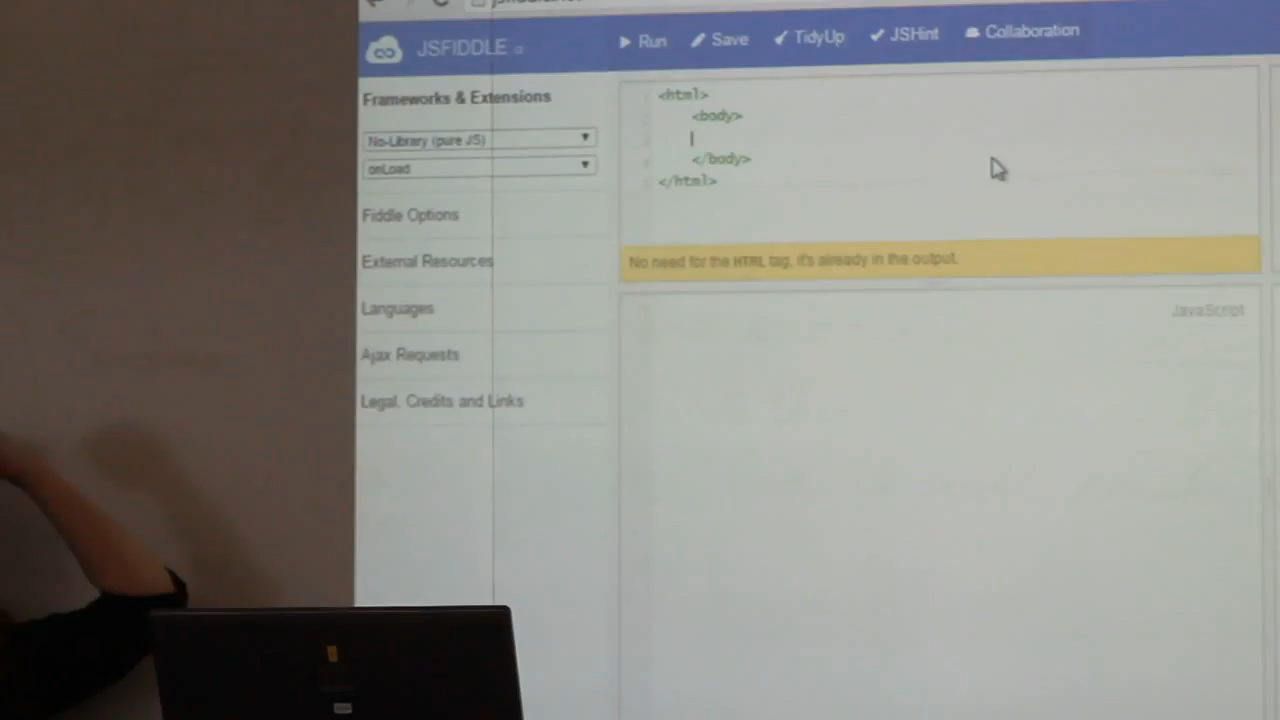 JSFIDDLE
Run Save TidyUp JSHint Collaboration
Frameworks & Extensions
No-Library (pure JS)
onLoad
Fiddle Options
External Resources
Languages
Ajax Requests
Legal, Credits and Links
<html>
<body>
</body>
</html>
No need for the HTML tag, it's already in the output.
JavaScript